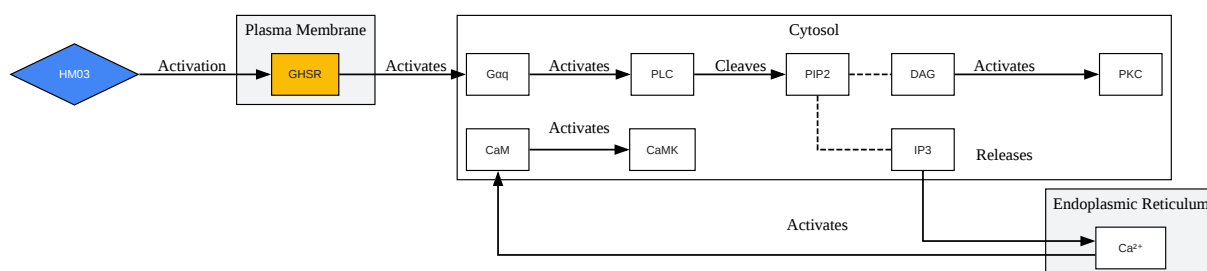 Plasma Membrane
Cytosol
HM03
Activation
GHSR
Activates
Gαq
Activates
PLC
Cleaves
PIP2
DAG
Activates
PKC
CaM
Activates
CaMK
IP3
Releases
Endoplasmic Reticulum
Activates
Ca²⁺